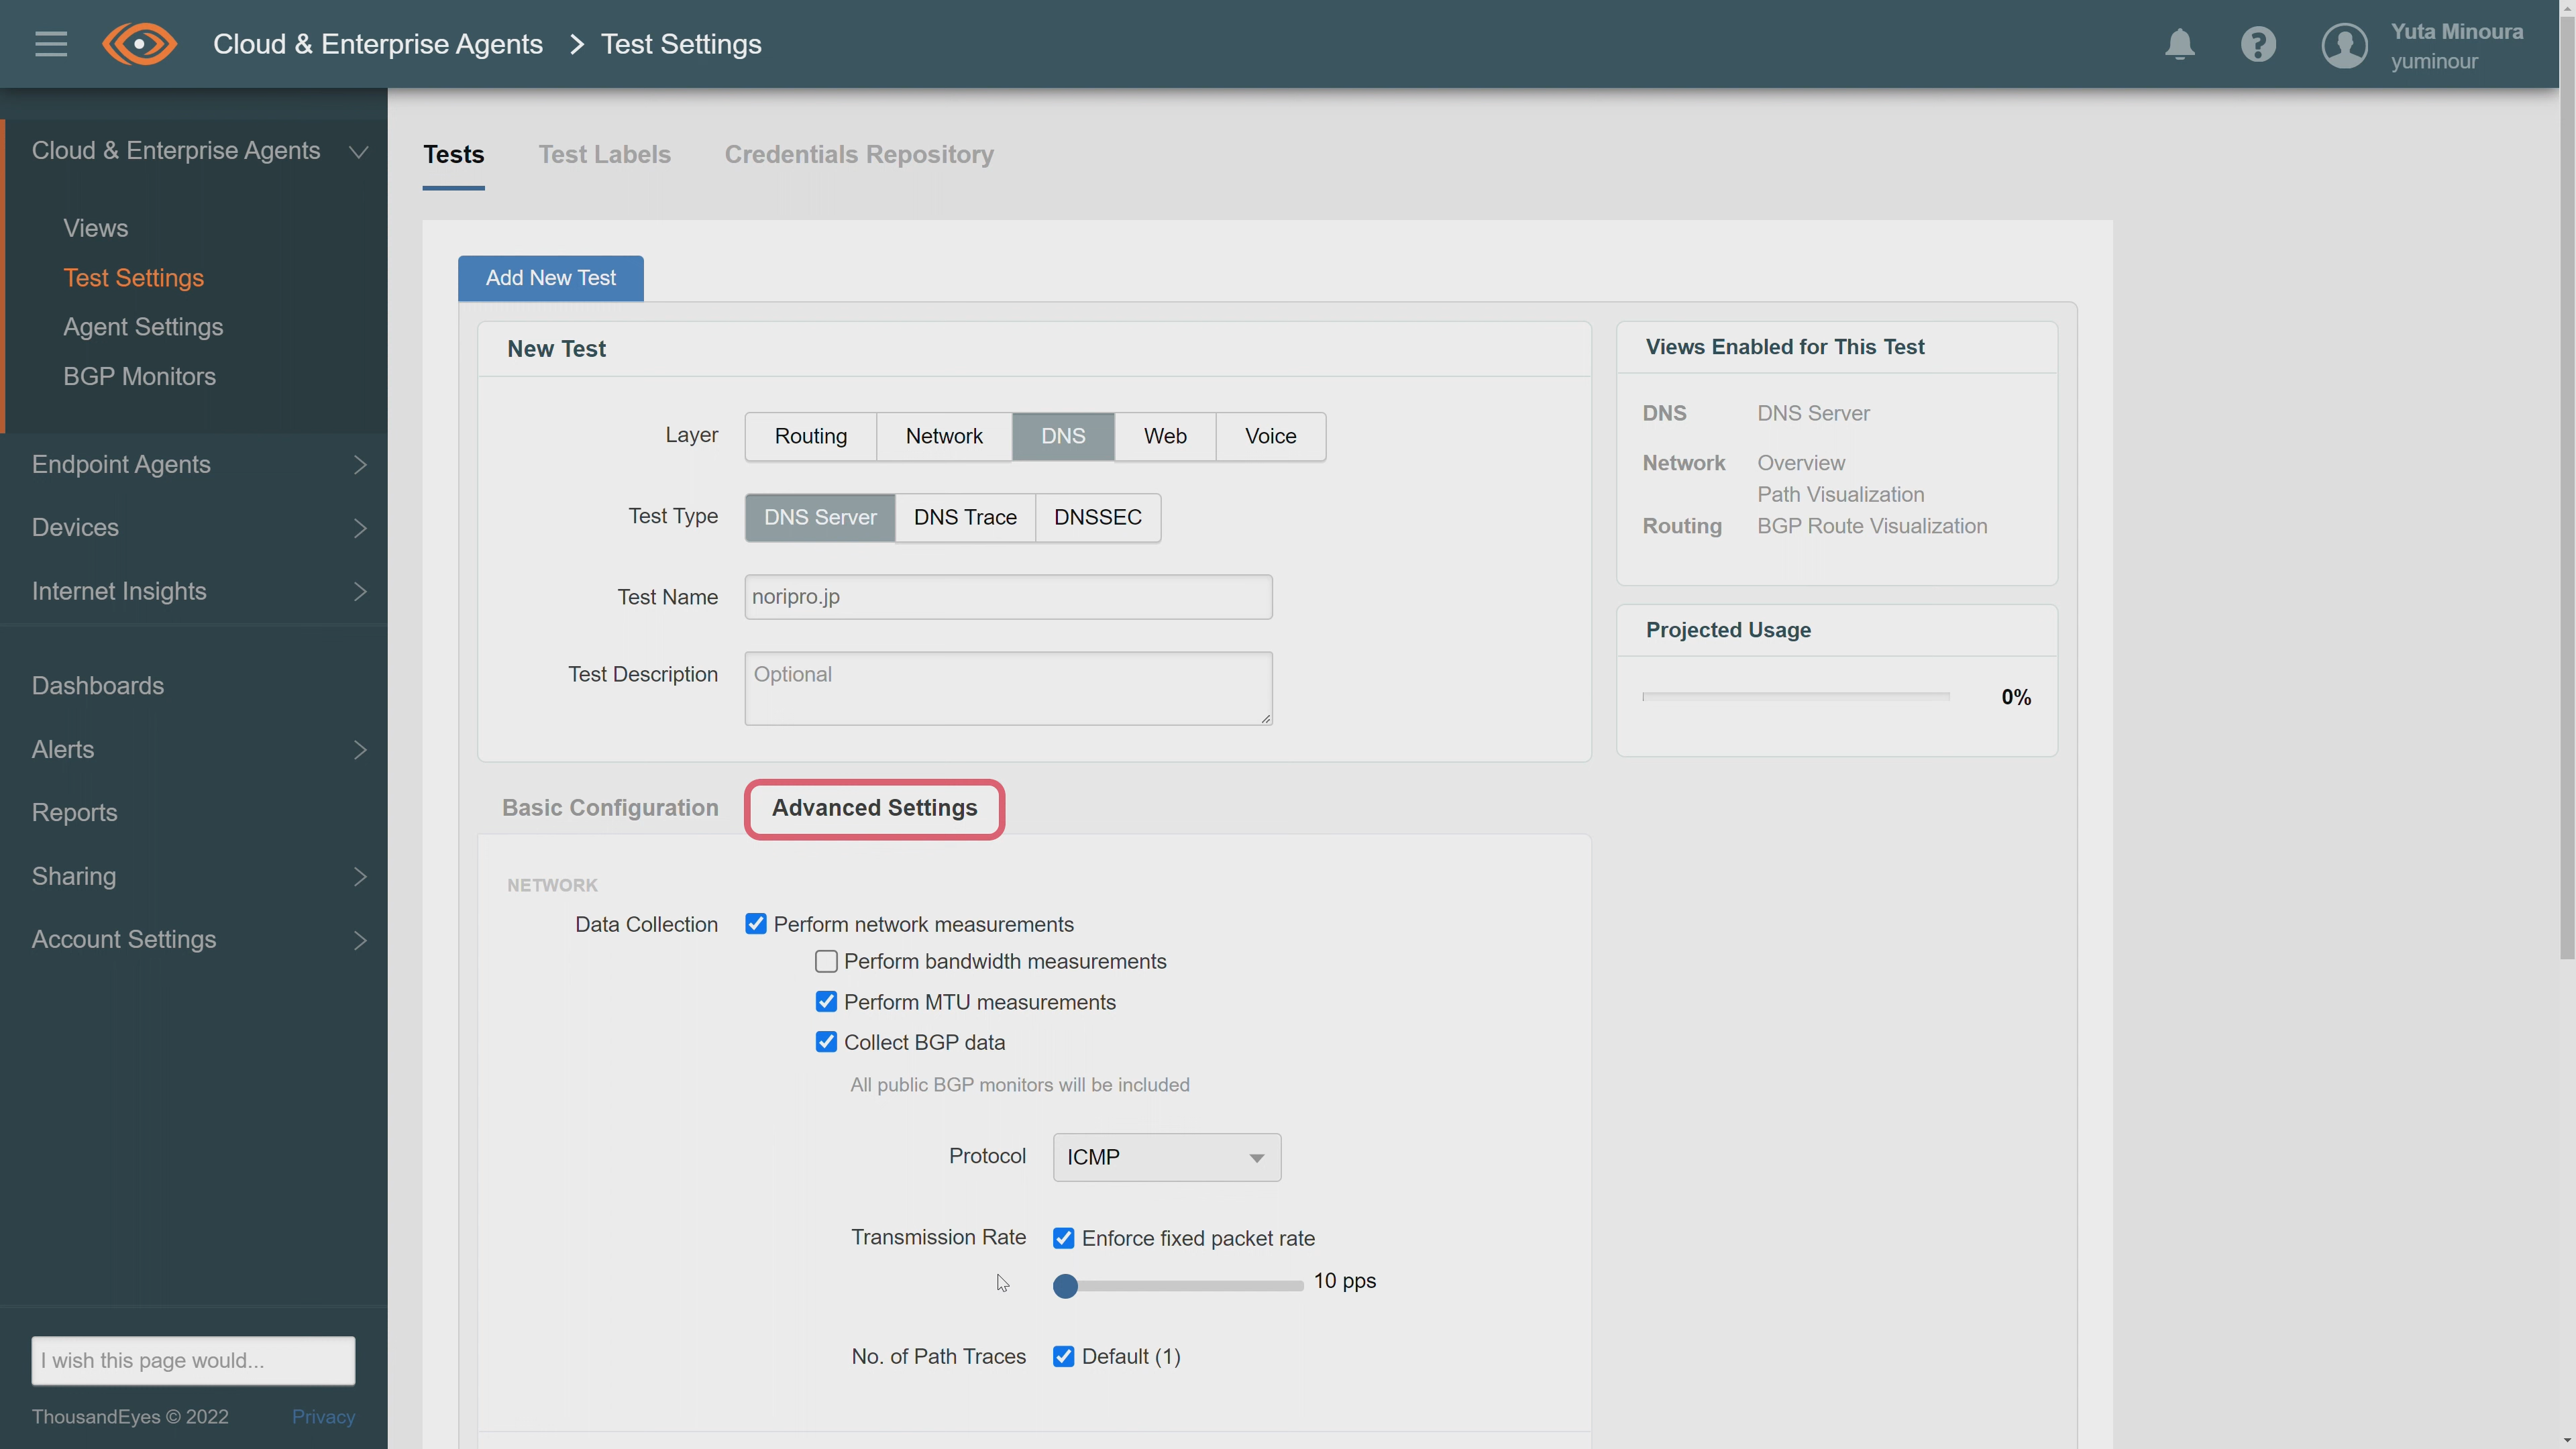 Cloud & Enterprise Agents > Test Settings
Yuta Minoura
yuminour
Cloud & Enterprise Agents
Views
Test Settings
Agent Settings
BGP Monitors
Endpoint Agents
Devices
Internet Insights
Dashboards
Alerts
Reports
Sharing
Account Settings
I wish this page would...
ThousandEyes © 2022 Privacy
Tests Test Labels Credentials Repository
Add New Test
New Test
Layer Routing Network DNS Web Voice
Test Type DNS Server DNS Trace DNSSEC
Test Name noripro.jp
Test Description Optional
Basic Configuration Advanced Settings
NETWORK
Data Collection Perform network measurements
Perform bandwidth measurements
Perform MTU measurements
Collect BGP data
All public BGP monitors will be included
Protocol ICMP
Transmission Rate Enforce fixed packet rate
10 pps
No. of Path Traces Default (1)
Views Enabled for This Test
DNS DNS Server
Network Overview
Path Visualization
Routing BGP Route Visualization
Projected Usage
0%